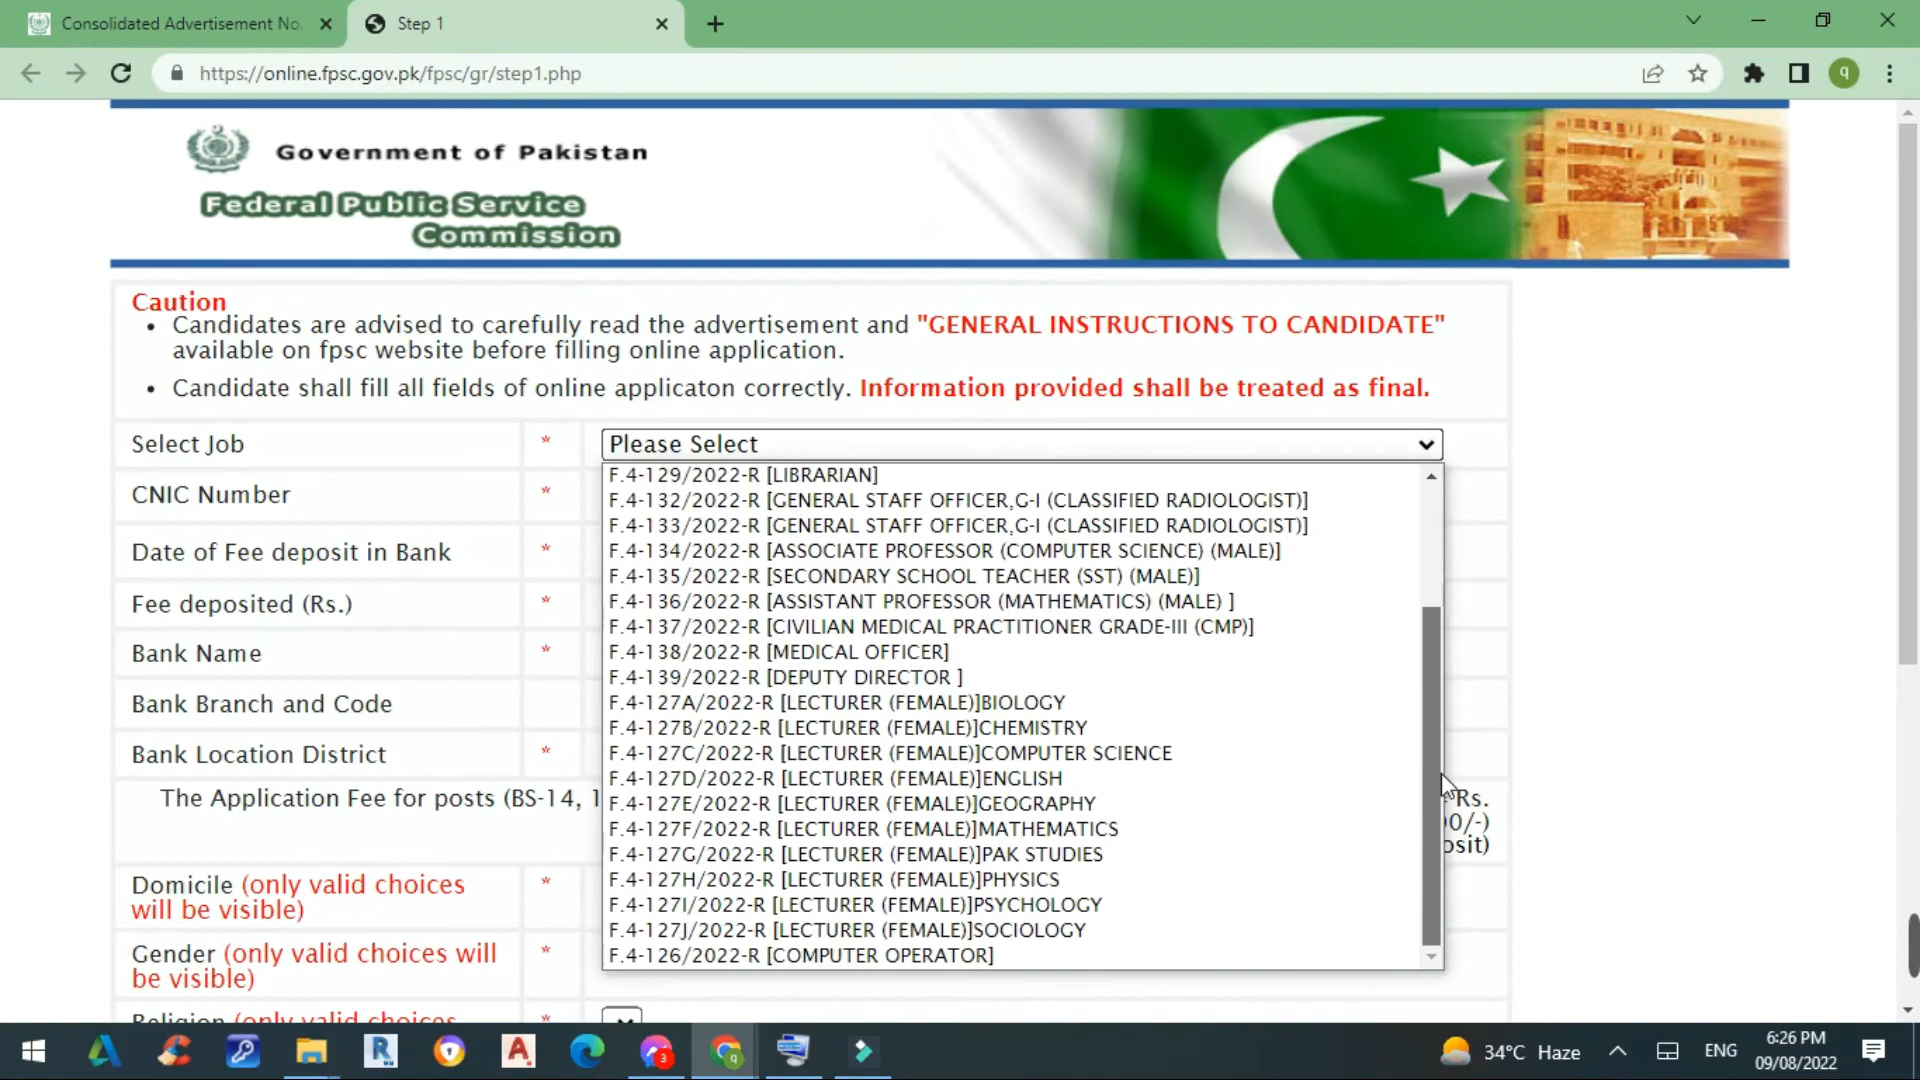 Consolidated Advertisement No.
Step 1
https://online.fpsc.gov.pk/fpsc/gr/step1.php
q
Government of Pakistan
Federal Public Service
Commission
Caution
• Candidates are advised to carefully read the advertisement and "GENERAL INSTRUCTIONS TO CANDIDATE"
available on fpsc website before filling online application.
• Candidate shall fill all fields of online applicaton correctly. Information provided shall be treated as final.
Select Job * Please Select
F.4-129/2022-R [LIBRARIAN]
CNIC Number *
F.4-132/2022-R [GENERAL STAFF OFFICER,G-I (CLASSIFIED RADIOLOGIST)]
F.4-133/2022-R [GENERAL STAFF OFFICER,G-I (CLASSIFIED RADIOLOGIST)]
Date of Fee deposit in Bank *
F.4-134/2022-R [ASSOCIATE PROFESSOR (COMPUTER SCIENCE) (MALE)]
F.4-135/2022-R [SECONDARY SCHOOL TEACHER (SST) (MALE)]
Fee deposited (Rs.) *
F.4-136/2022-R [ASSISTANT PROFESSOR (MATHEMATICS) (MALE) ]
F.4-137/2022-R [CIVILIAN MEDICAL PRACTITIONER GRADE-III (CMP)]
Bank Name *
F.4-138/2022-R [MEDICAL OFFICER]
F.4-139/2022-R [DEPUTY DIRECTOR ]
Bank Branch and Code
F.4-127A/2022-R [LECTURER (FEMALE)]BIOLOGY
F.4-127B/2022-R [LECTURER (FEMALE)]CHEMISTRY
Bank Location District *
F.4-127C/2022-R [LECTURER (FEMALE)]COMPUTER SCIENCE
F.4-127D/2022-R [LECTURER (FEMALE)]ENGLISH
The Application Fee for posts (BS-14, 1
F.4-127E/2022-R [LECTURER (FEMALE)]GEOGRAPHY
Rs.
F.4-127F/2022-R [LECTURER (FEMALE)]MATHEMATICS
0/-)
F.4-127G/2022-R [LECTURER (FEMALE)]PAK STUDIES
osit)
F.4-127H/2022-R [LECTURER (FEMALE)]PHYSICS
Domicile (only valid choices *
will be visible)
F.4-127I/2022-R [LECTURER (FEMALE)]PSYCHOLOGY
F.4-127J/2022-R [LECTURER (FEMALE)]SOCIOLOGY
F.4-126/2022-R [COMPUTER OPERATOR]
Gender (only valid choices will *
be visible)
Religion (only valid choices *
3
q
34°C Haze
ENG
6:26 PM
09/08/2022